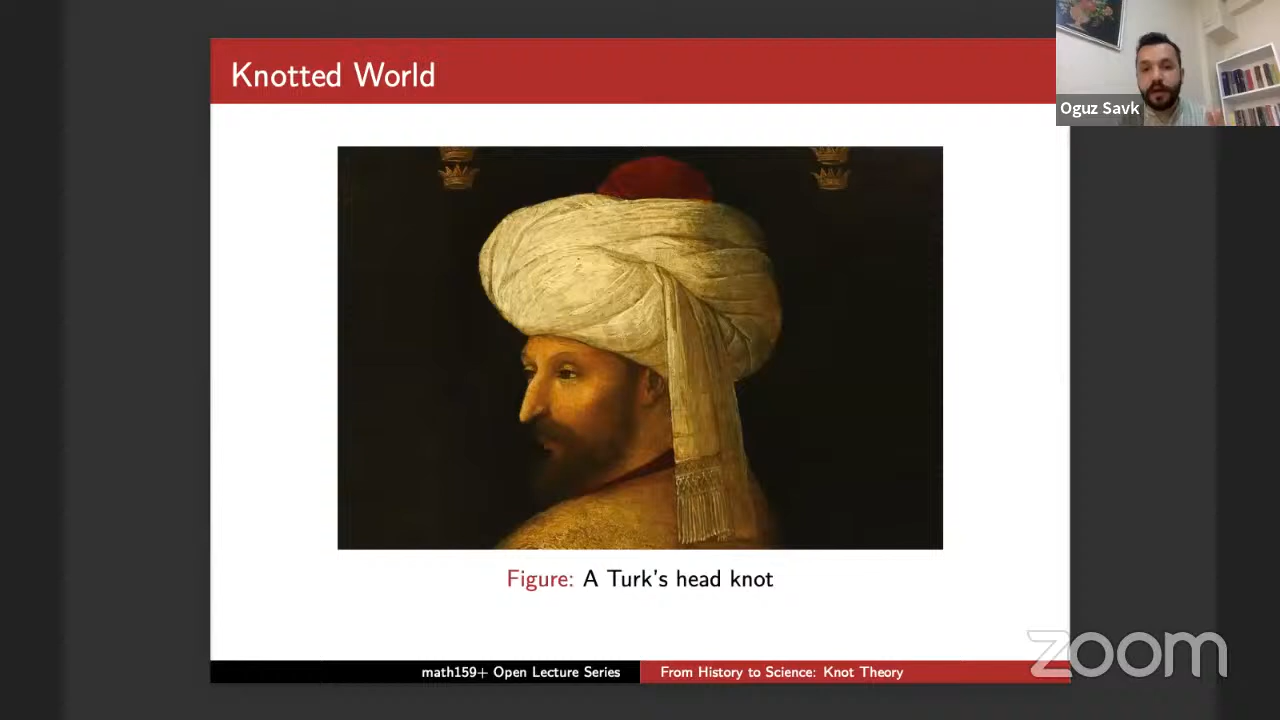 Knotted World
Oguz Savk
Figure: A Turk's head knot
math159+ Open Lecture Series
From History to Science: Knot Theory
zoom